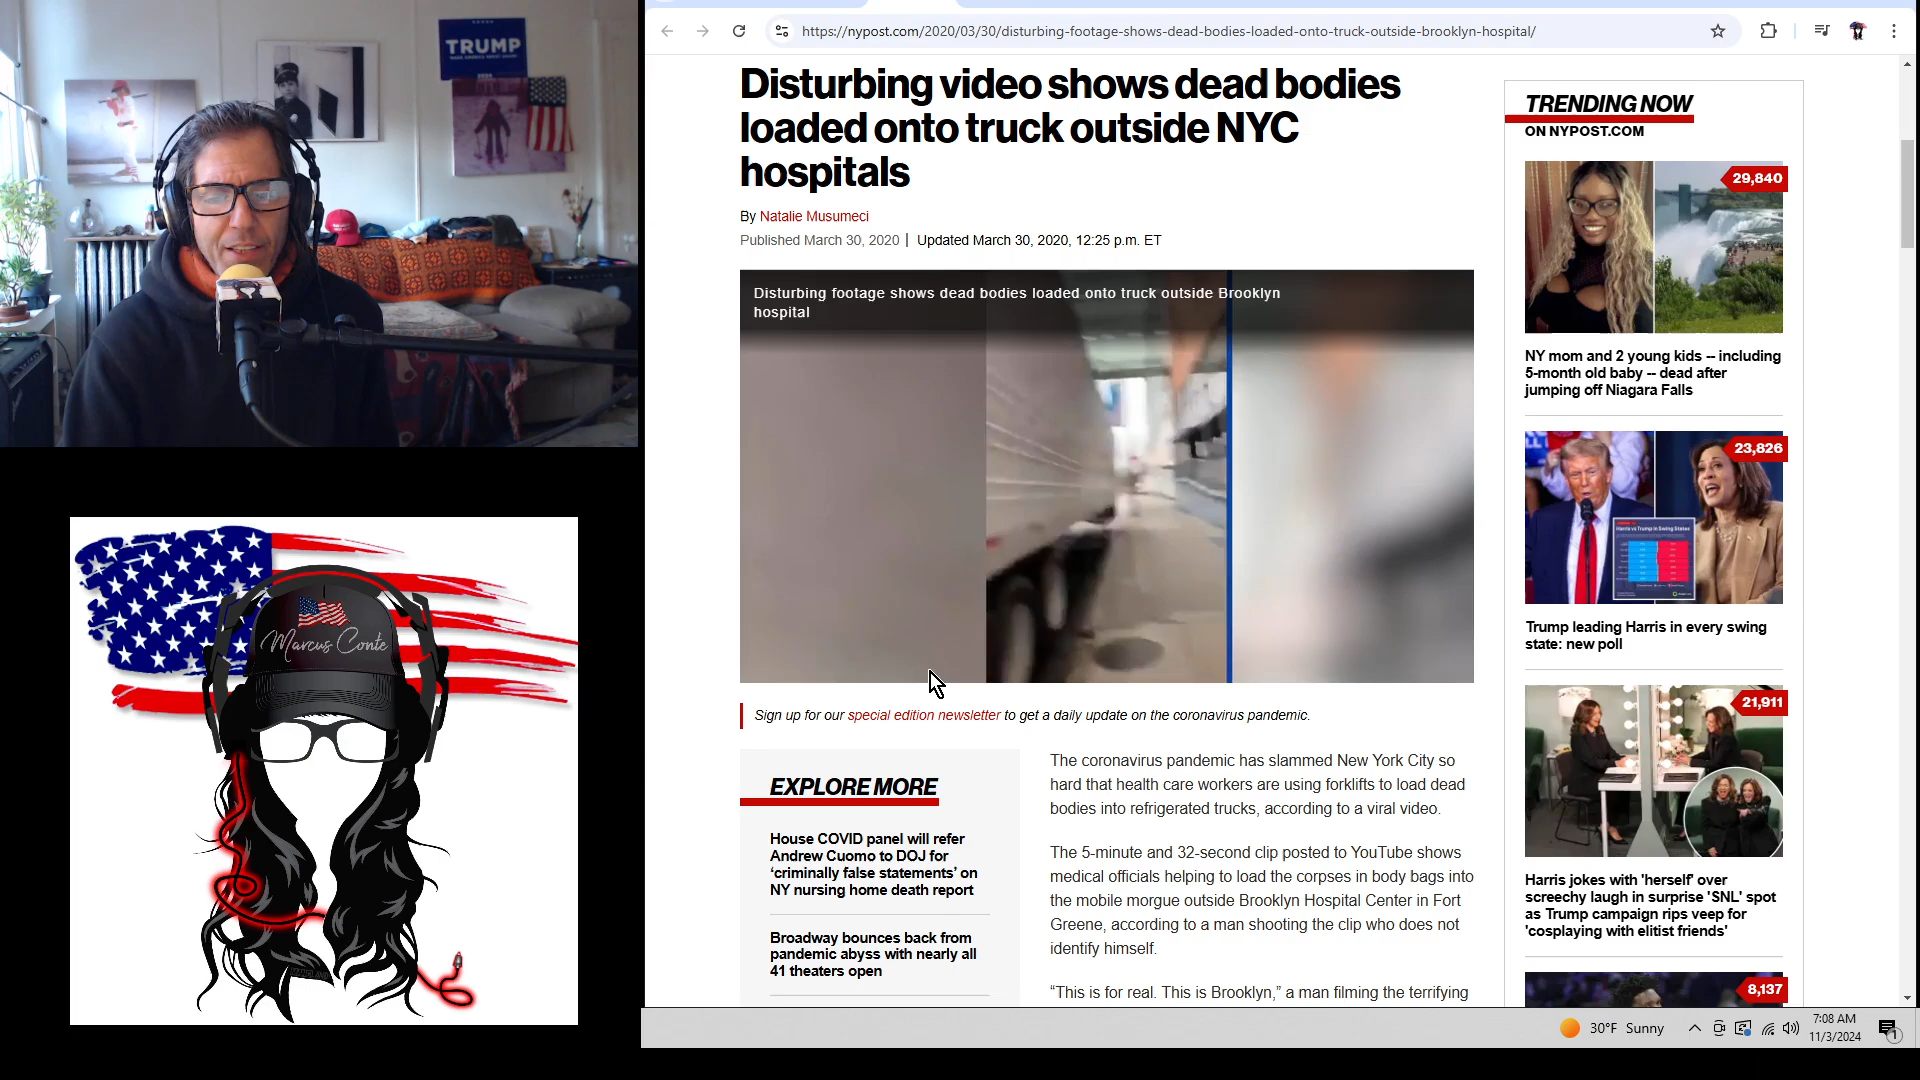 TRUMP
Marcus Conte
https://nypost.com/2020/03/30/disturbing-footage-shows-dead-bodies-loaded-onto-truck-outside-brooklyn-hospital/
Disturbing video shows dead bodies
loaded onto truck outside NYC
hospitals
By Natalie Musumeci
Published March 30, 2020 | Updated March 30, 2020, 12:25 p.m. ET
Disturbing footage shows dead bodies loaded onto truck outside Brooklyn
hospital
Sign up for our special edition newsletter to get a daily update on the coronavirus pandemic.
EXPLORE MORE
House COVID panel will refer
Andrew Cuomo to DOJ for
‘criminally false statements’ on
NY nursing home death report
Broadway bounces back from
pandemic abyss with nearly all
41 theaters open
The coronavirus pandemic has slammed New York City so
hard that health care workers are using forklifts to load dead
bodies into refrigerated trucks, according to a viral video.
The 5-minute and 32-second clip posted to YouTube shows
medical officials helping to load the corpses in body bags into
the mobile morgue outside Brooklyn Hospital Center in Fort
Greene, according to a man shooting the clip who does not
identify himself.
“This is for real. This is Brooklyn,” a man filming the terrifying
TRENDING NOW
ON NYPOST.COM
29,840
NY mom and 2 young kids -- including
5-month old baby -- dead after
jumping off Niagara Falls
23,826
Harris vs Trump in Swing States
Trump leading Harris in every swing
state: new poll
21,911
Harris jokes with 'herself' over
screechy laugh in surprise 'SNL' spot
as Trump campaign rips veep for
'cosplaying with elitist friends'
8,137
30°F Sunny
7:08 AM
11/3/2024
1